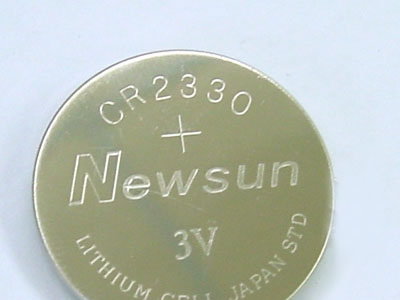 CR2330
+
Newsun
3V
LITHIUM CELL JAPAN STD